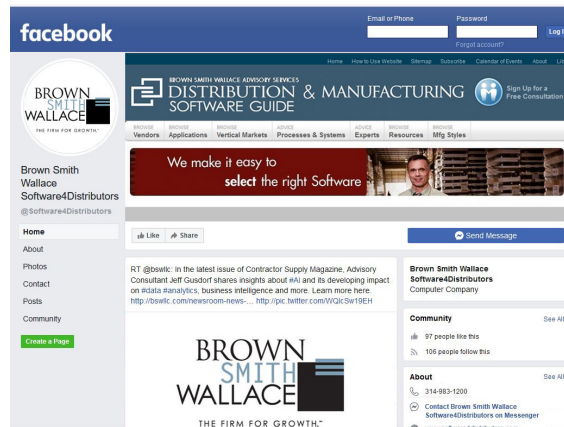 facebook
Email or Phone
Password
Forgot account?
BROWN
SMITH
WALLACE
THE FIRM FOR GROWTH.™
Brown Smith
Wallace
Software4Distributors
@Software4Distributors
Home
About
Photos
Contact
Posts
Community
Create a Page
Home How to Use Website Sitemap Subscribe Calendar of Events About
BROWN SMITH WALLACE ADVISORY SERVICES
DISTRIBUTION & MANUFACTURING
SOFTWARE GUIDE
Sign Up for a
Free Consultation
BROWSE BROWSE BROWSE ADVICE ADVICE BROWSE BROWSE
Vendors Applications Vertical Markets Processes & Systems Experts Resources Mfg Styles
We make it easy to
select the right Software
Like Share
Send Message
RT @bswllc: In the latest issue of Contractor Supply Magazine, Advisory
Consultant Jeff Gusdorf shares insights about #AI and its developing impact
on #data #analytics, business intelligence and more. Learn more here.
http://bswllc.com/newsroom-news-... http://pic.twitter.com/WQicSw19EH
BROWN
SMITH
WALLACE
THE FIRM FOR GROWTH.™
Brown Smith Wallace
Software4Distributors
Computer Company
Community See All
97 people like this
106 people follow this
About See All
314-983-1200
Contact Brown Smith Wallace
Software4Distributors on Messenger